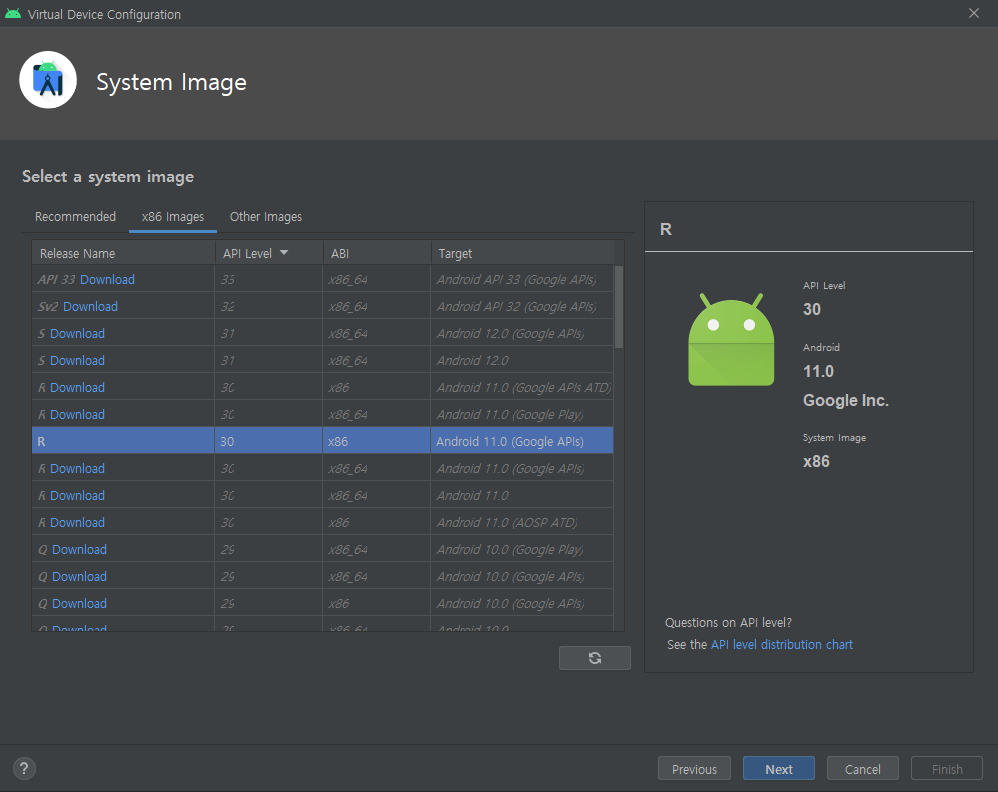 Virtual Device Configuration
System Image
Select a system image
Recommended x86 Images Other Images
Release Name API Level ABI Target
API 33 Download 33 x86_64 Android API 33 (Google APIs)
Sv2 Download 32 x86_64 Android API 32 (Google APIs)
S Download 31 x86_64 Android 12.0 (Google APIs)
S Download 31 x86_64 Android 12.0
R Download 30 x86 Android 11.0 (Google APIs ATD)
R Download 30 x86_64 Android 11.0 (Google Play)
R 30 x86 Android 11.0 (Google APIs)
R Download 30 x86_64 Android 11.0 (Google APIs)
R Download 30 x86_64 Android 11.0
R Download 30 x86 Android 11.0 (AOSP ATD)
Q Download 29 x86_64 Android 10.0 (Google Play)
Q Download 29 x86_64 Android 10.0 (Google APIs)
Q Download 29 x86 Android 10.0 (Google APIs)
Q Download 29 x86_64 Android 10.0
R
API Level
30
Android
11.0
Google Inc.
System Image
x86
Questions on API level?
See the API level distribution chart
?
Previous Next Cancel Finish